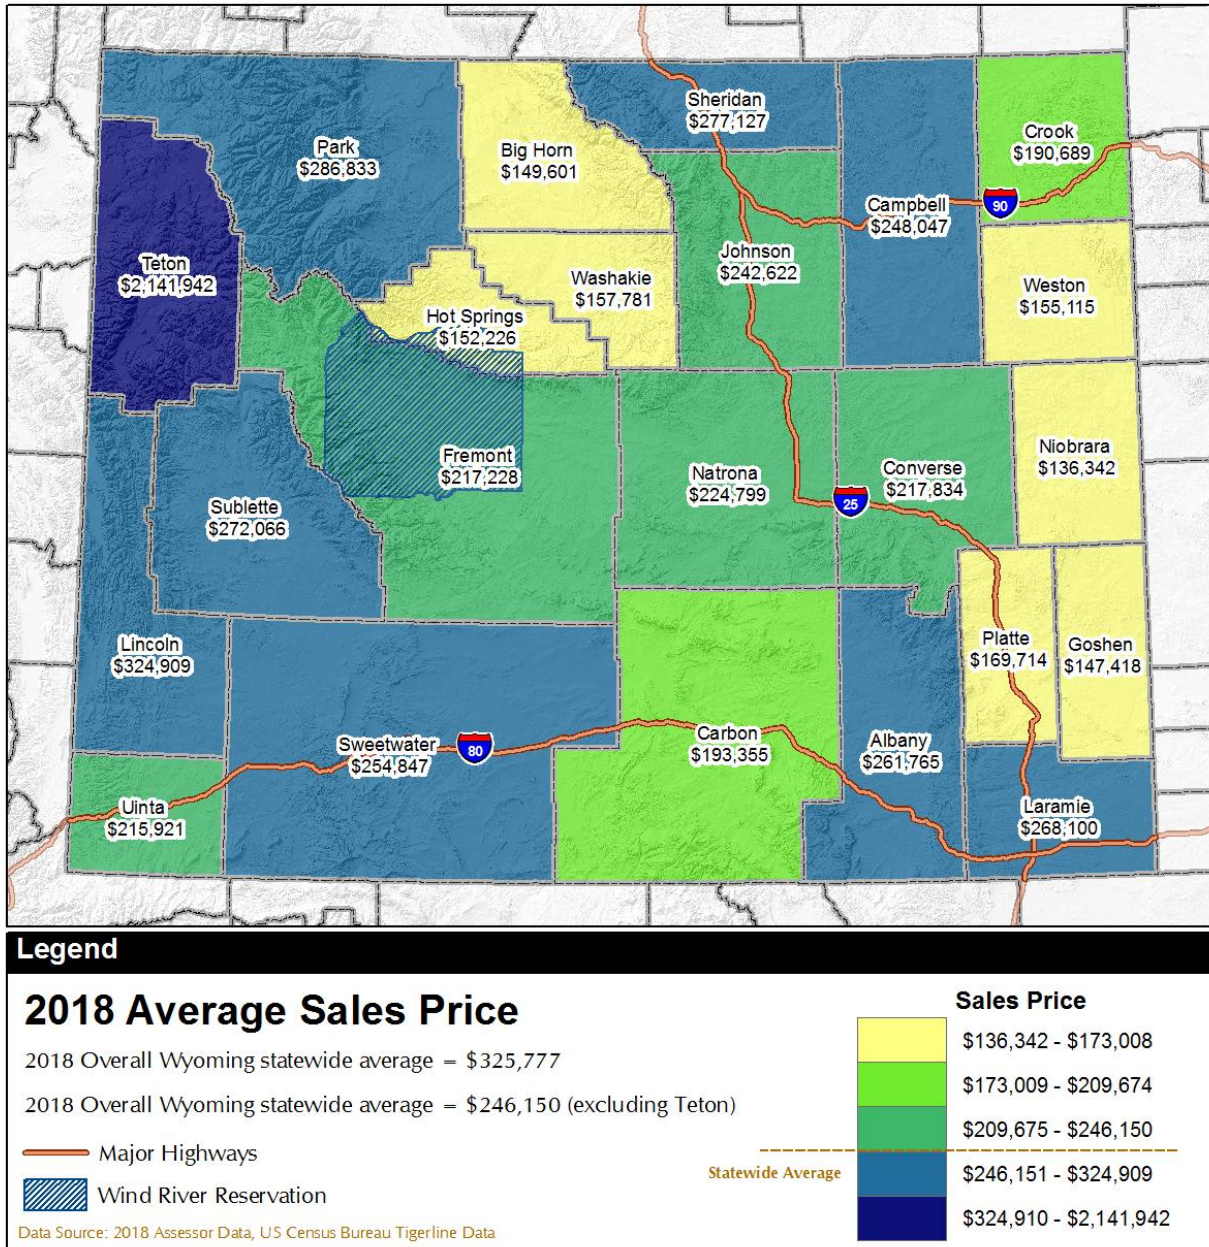 Sheridan
$277,127
Crook
$190,689
Park
$286,833
Big Horn
$149,601
90
Campbell
$248,047
Teton
$2,141,942
Johnson
$242,622
Washakie
$157,781
Weston
$155,115
Hot Springs
$152,226
Fremont
$217,228
Natrona
$224,799
Converse
$217,834
25
Niobrara
$136,342
Sublette
$272,066
Lincoln
$324,909
Platte
$169,714
Goshen
$147,418
Sweetwater
$254,847
80
Carbon
$193,355
Albany
$261,765
Uinta
$215,921
Laramie
$268,100
Legend
2018 Average Sales Price
2018 Overall Wyoming statewide average = $325,777
2018 Overall Wyoming statewide average = $246,150 (excluding Teton)
Major Highways
Wind River Reservation
Data Source: 2018 Assessor Data, US Census Bureau Tigerline Data
Sales Price
$136,342 - $173,008
$173,009 - $209,674
$209,675 - $246,150
Statewide Average
$246,151 - $324,909
$324,910 - $2,141,942